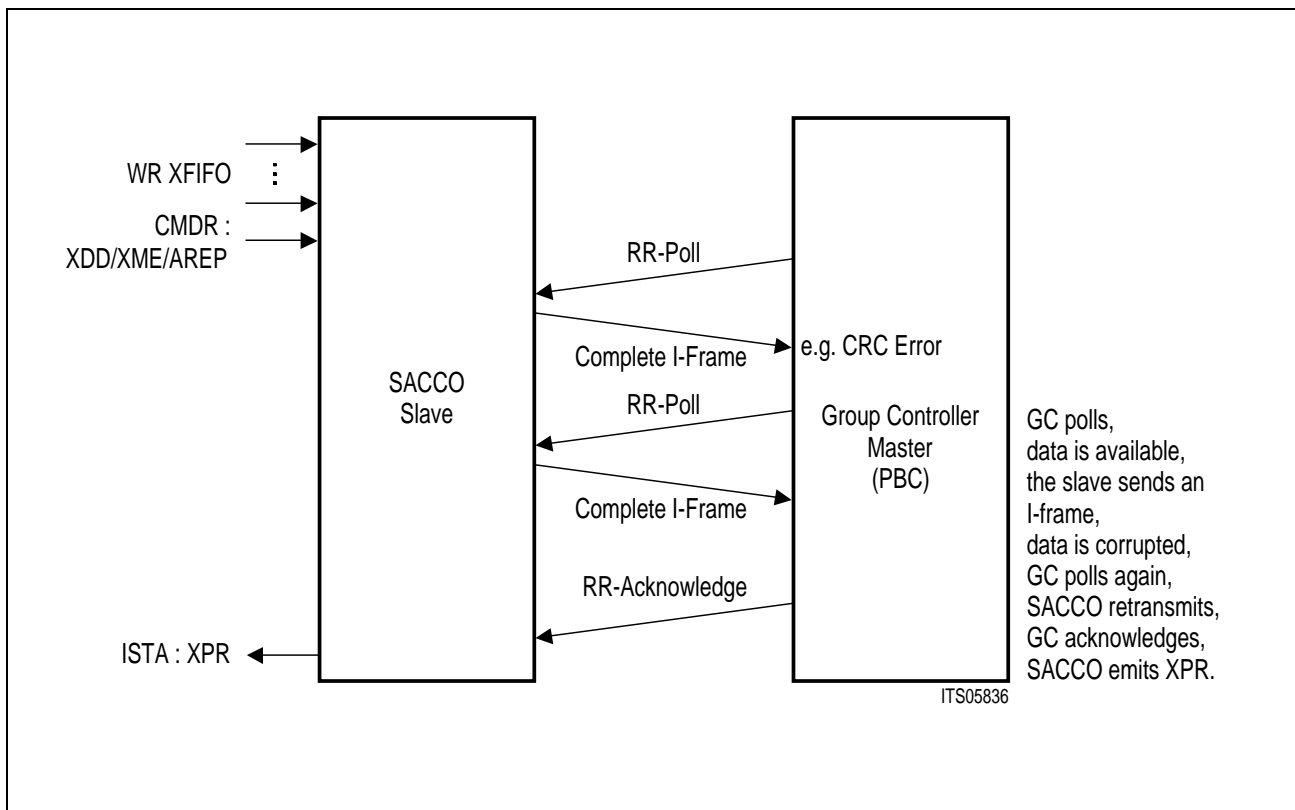 WR XFIFO
CMDR :
XDD/XME/AREP
RR-Poll
Complete I-Frame
e.g. CRC Error
SACCO
Slave
RR-Poll
Group Controller
Master
(PBC)
Complete I-Frame
RR-Acknowledge
ISTA : XPR
GC polls,
data is available,
the slave sends an
I-frame,
data is corrupted,
GC polls again,
SACCO retransmits,
GC acknowledges,
SACCO emits XPR.
ITS05836